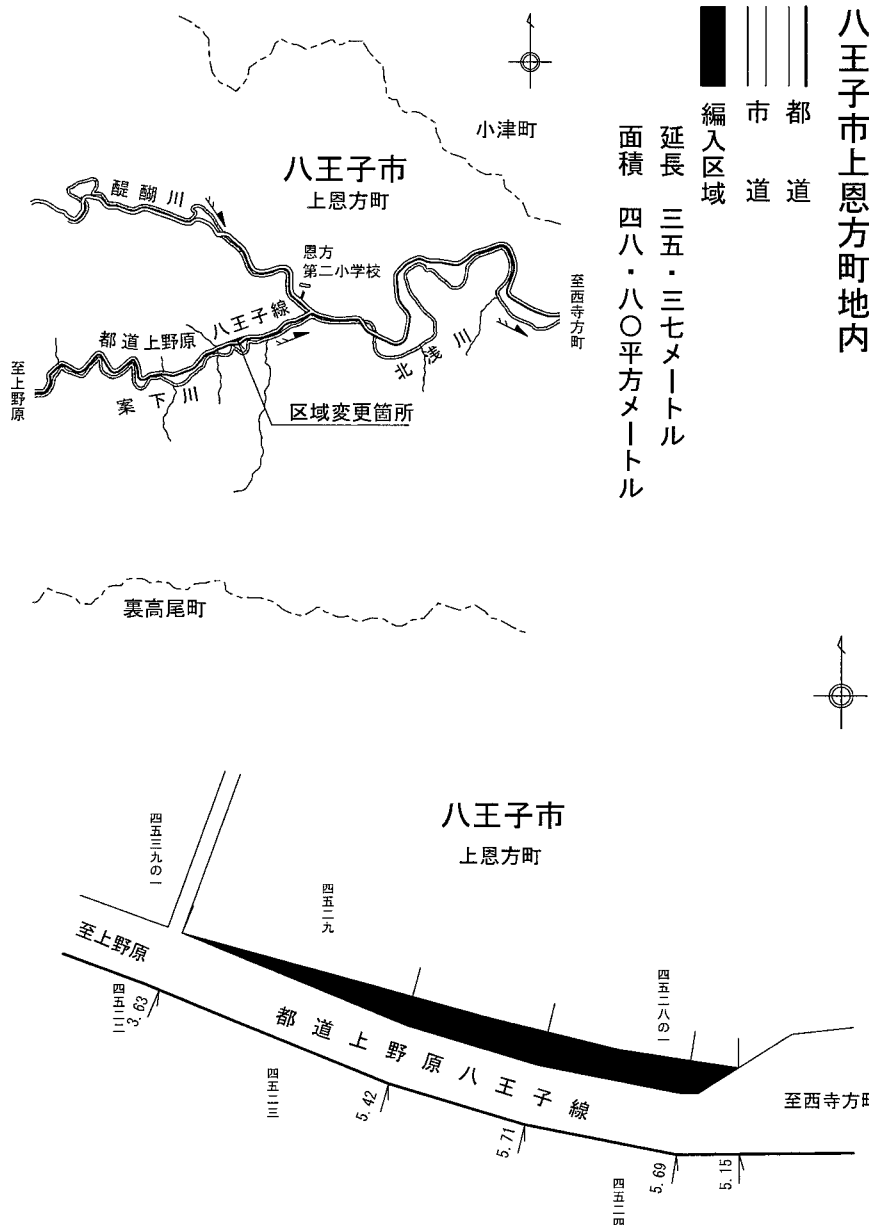 八王子市上恩方町地内
都道
市道
編入区域
延長 三五・三七メートル
面積 四八・八〇平方メートル
小津町
八王子市
上恩方町
醍醐川
恩方
第二小学校
都道上野原八王子線
至上野原
案下川
北浅川
至西寺方町
区域変更箇所
裏高尾町
八王子市
上恩方町
四五三九の一
四五二九
四五二八の一
至上野原
都道上野原八王子線
至西寺方町
四五二二
3.63
四五二三
5.42
5.71
四五二四
5.69
5.15